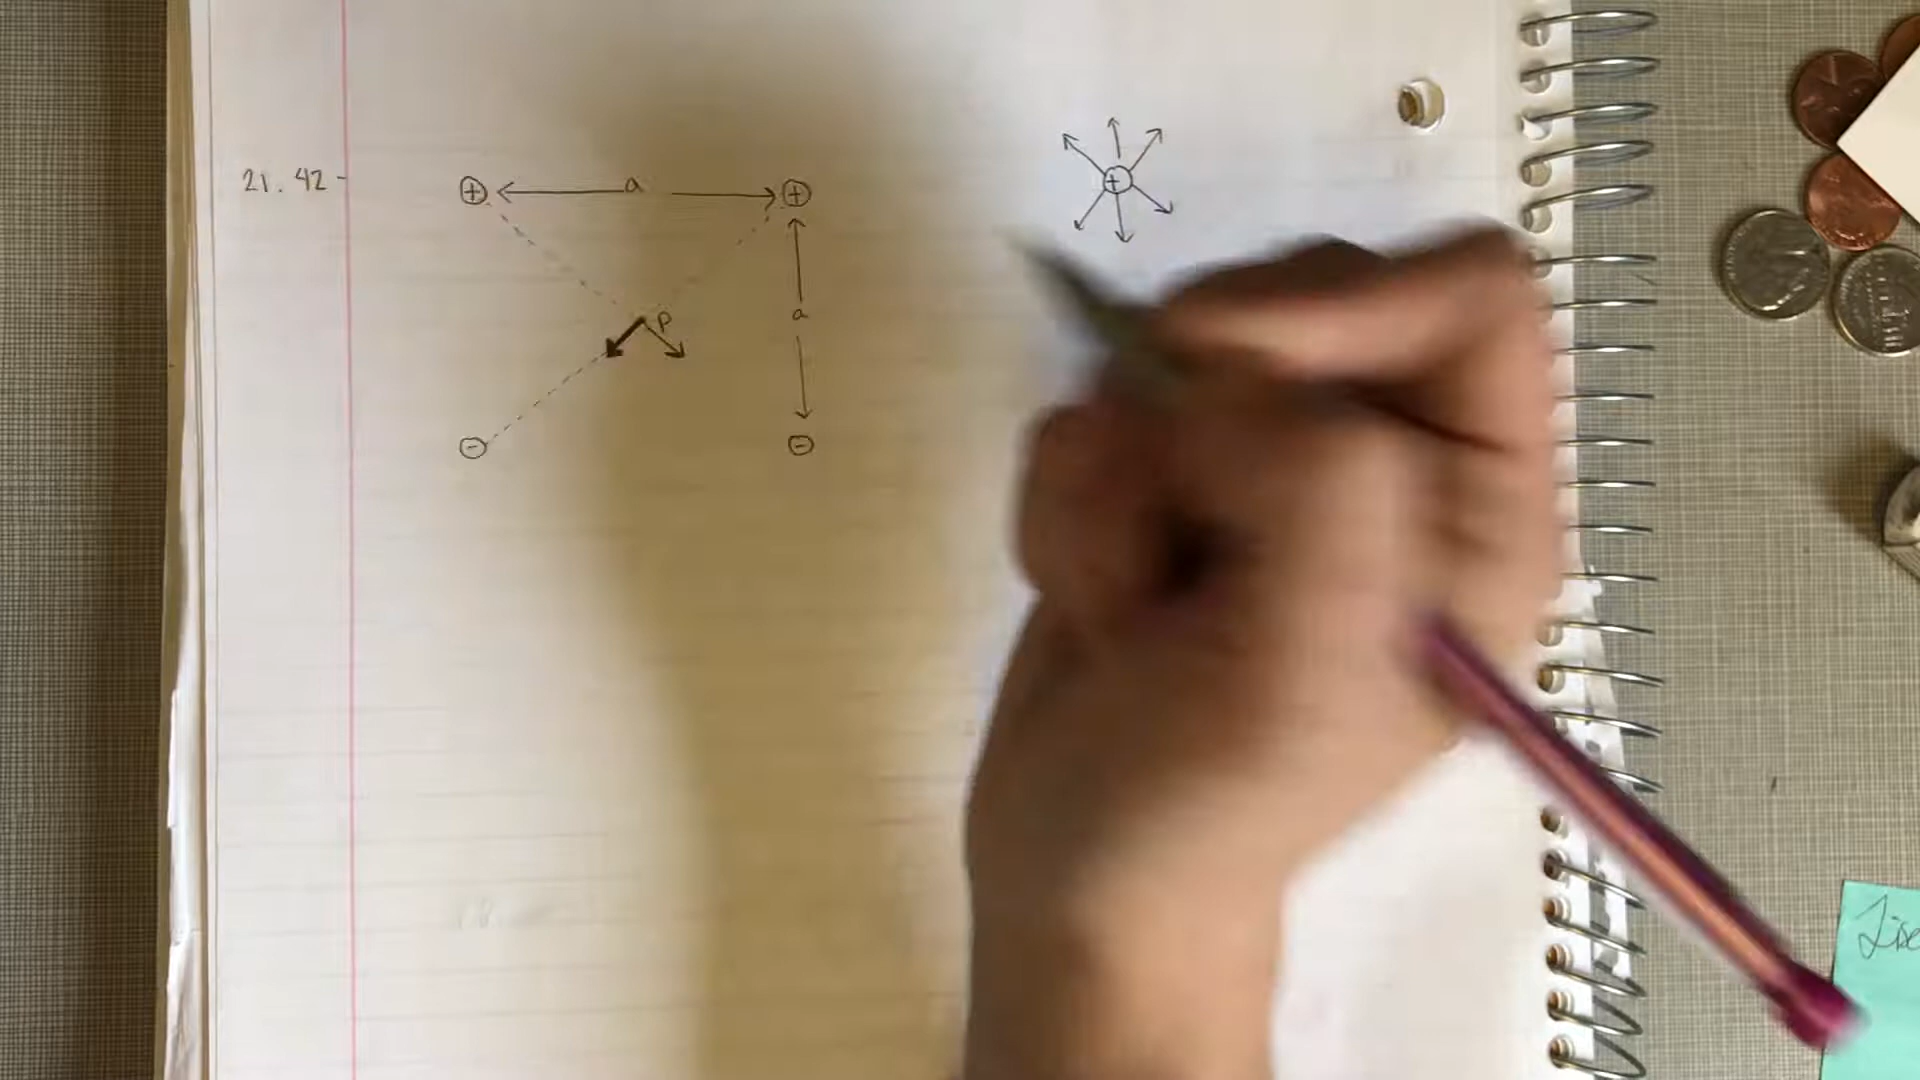 21.42-
+ a + +
a
P
- -